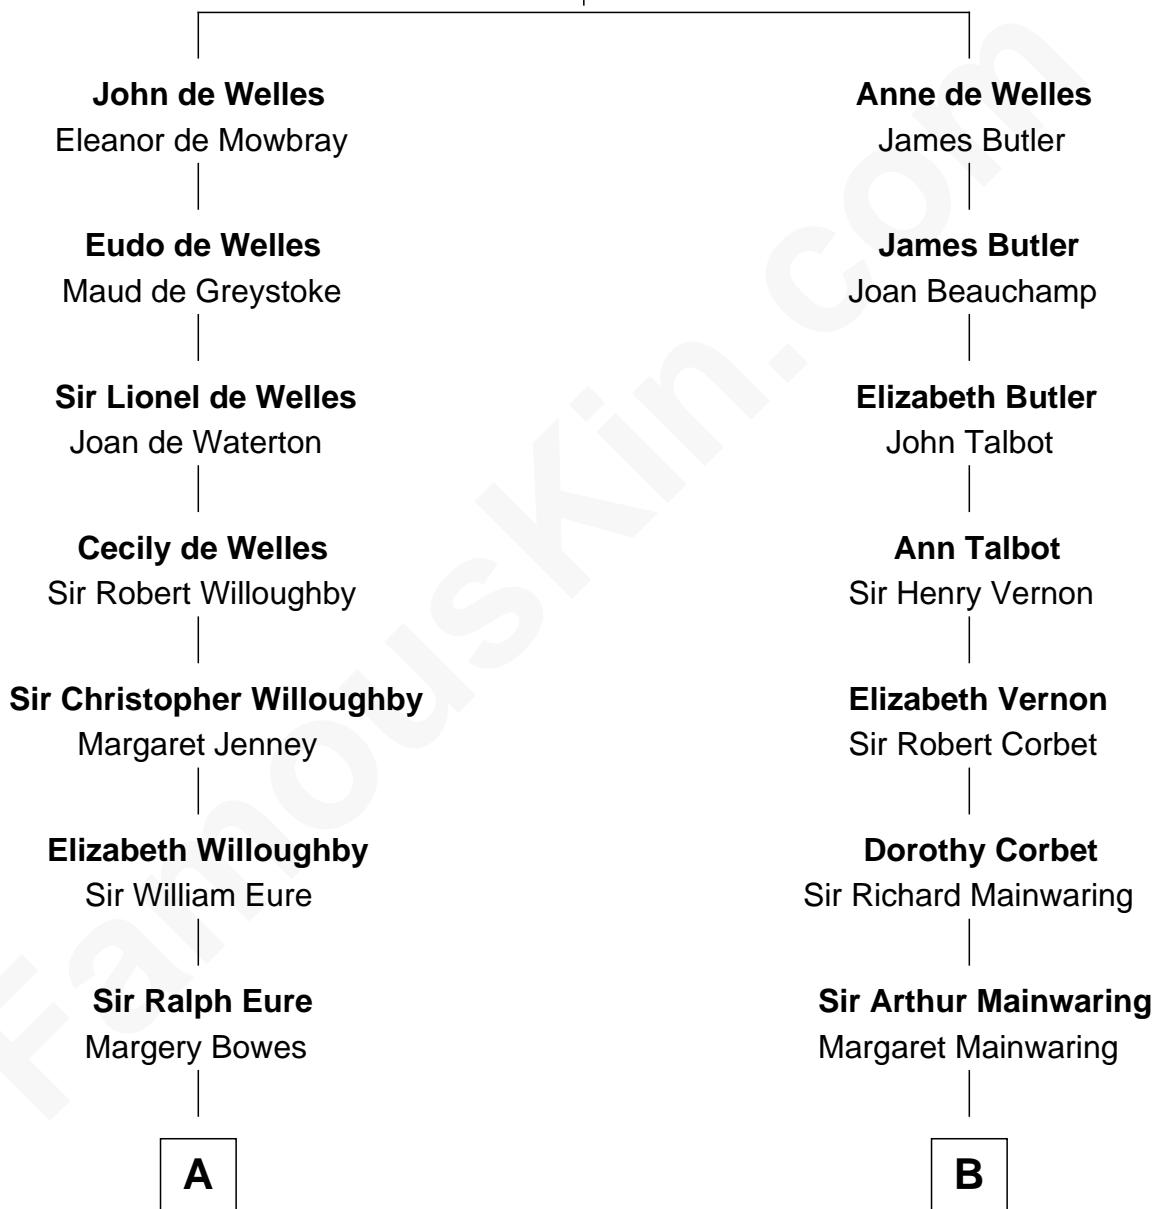 John de Welles
Eleanor de Mowbray
Eudo de Welles
Maud de Greystoke
Sir Lionel de Welles
Joan de Waterton
Cecily de Welles
Sir Robert Willoughby
Sir Christopher Willoughby
Margaret Jenney
Elizabeth Willoughby
Sir William Eure
Sir Ralph Eure
Margery Bowes
A
Anne de Welles
James Butler
James Butler
Joan Beauchamp
Elizabeth Butler
John Talbot
Ann Talbot
Sir Henry Vernon
Elizabeth Vernon
Sir Robert Corbet
Dorothy Corbet
Sir Richard Mainwaring
Sir Arthur Mainwaring
Margaret Mainwaring
B
FamousKin.com